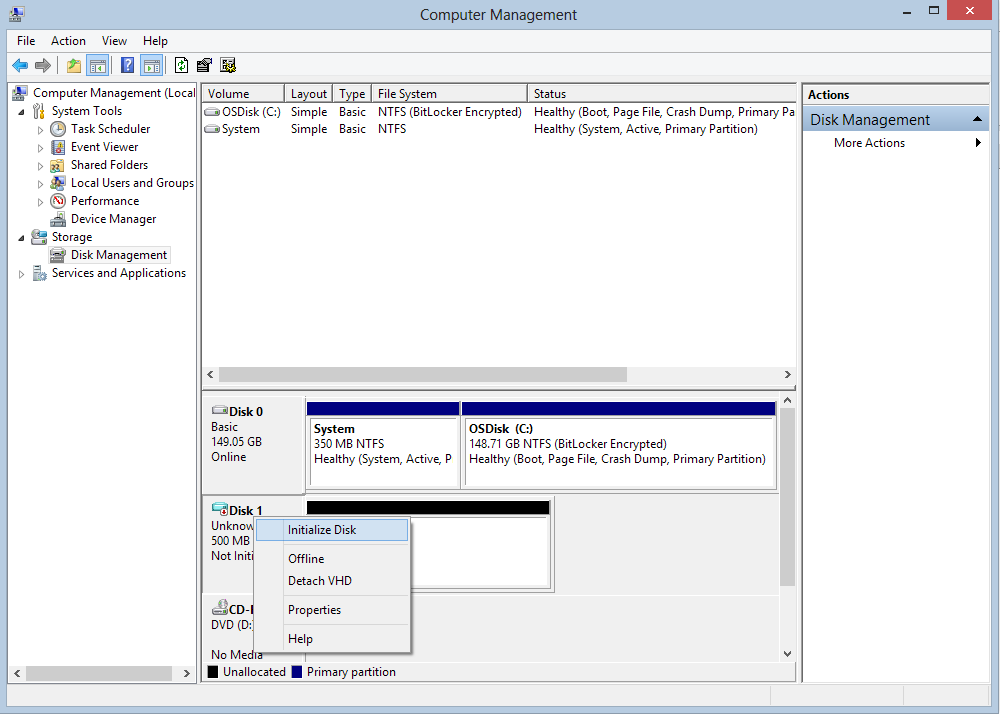 Computer Management
File Action View Help
Computer Management (Local
System Tools
Task Scheduler
Event Viewer
Shared Folders
Local Users and Groups
Performance
Device Manager
Storage
Disk Management
Services and Applications
Volume Layout Type File System Status
OSDisk (C:) Simple Basic NTFS (BitLocker Encrypted) Healthy (Boot, Page File, Crash Dump, Primary Pa
System Simple Basic NTFS Healthy (System, Active, Primary Partition)
Disk 0
Basic
149.05 GB
Online
System
350 MB NTFS
Healthy (System, Active, P
OSDisk (C:)
148.71 GB NTFS (BitLocker Encrypted)
Healthy (Boot, Page File, Crash Dump, Primary Partition)
Disk 1
Unknow
500 MB
Not Initi
Initialize Disk
Offline
Detach VHD
Properties
Help
CD-
DVD (D:
No Media
Unallocated Primary partition
Actions
Disk Management
More Actions